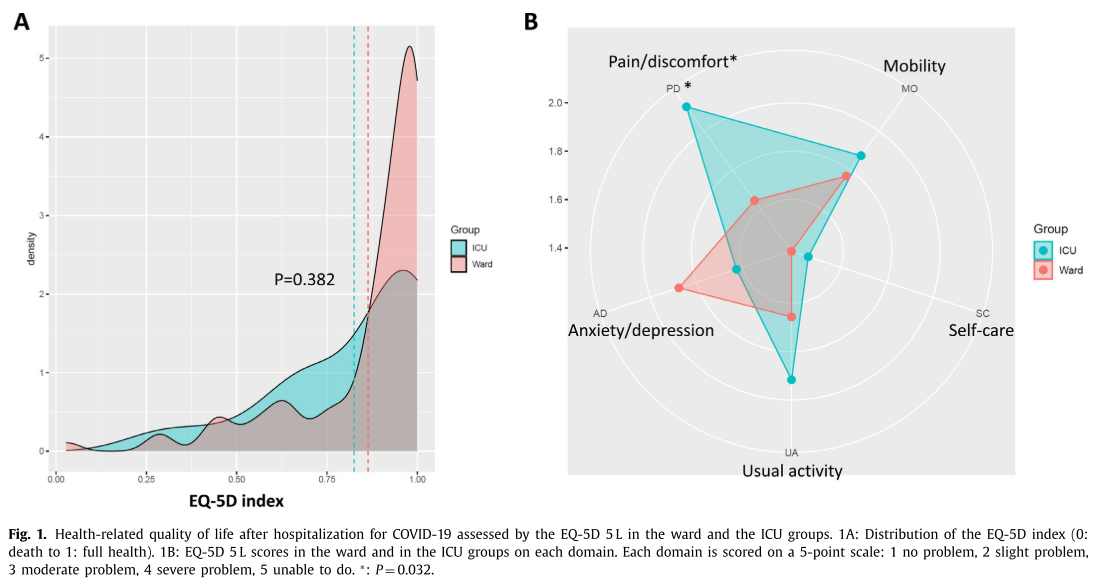 A
5
4
3
2
1
0
density
P=0.382
0.00
0.25
0.50
0.75
1.00
EQ-5D index
Group
ICU
Ward
B
Pain/discomfort*
PD *
Mobility
MO
2.0
1.8
1.6
1.4
AD
Anxiety/depression
SC
Self-care
UA
Usual activity
Group
ICU
Ward
Fig. 1. Health-related quality of life after hospitalization for COVID-19 assessed by the EQ-5D 5 L in the ward and the ICU groups. 1A: Distribution of the EQ-5D index (0:
death to 1: full health). 1B: EQ-5D 5 L scores in the ward and in the ICU groups on each domain. Each domain is scored on a 5-point scale: 1 no problem, 2 slight problem,
3 moderate problem, 4 severe problem, 5 unable to do. *: P = 0.032.